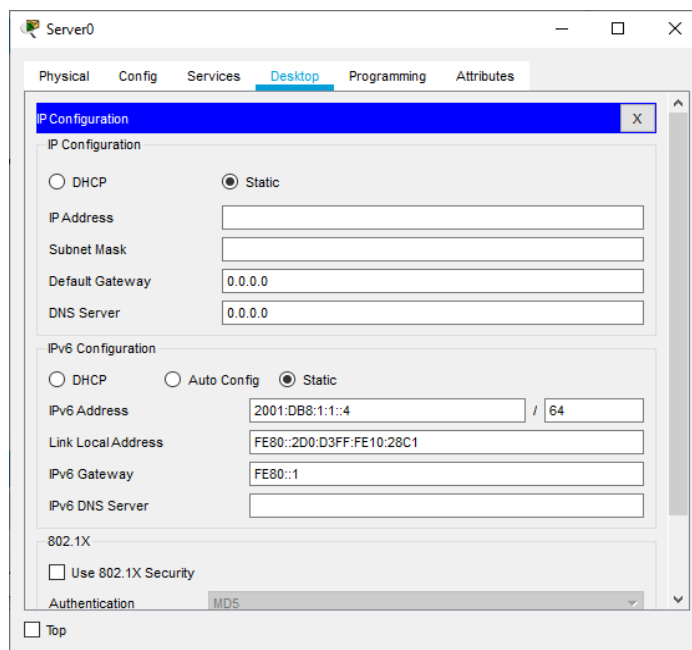 Server0
Physical Config Services Desktop Programming Attributes
IP Configuration X
IP Configuration
DHCP Static
IP Address
Subnet Mask
Default Gateway 0.0.0.0
DNS Server 0.0.0.0
IPv6 Configuration
DHCP Auto Config Static
IPv6 Address 2001:DB8:1:1::4 / 64
Link Local Address FE80::2D0:D3FF:FE10:28C1
IPv6 Gateway FE80::1
IPv6 DNS Server
802.1X
Use 802.1X Security
Authentication MD5
Top